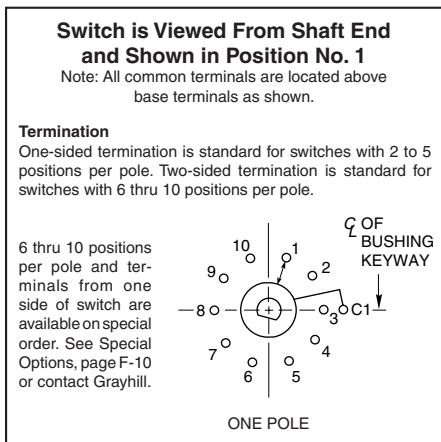 Switch is Viewed From Shaft End
and Shown in Position No. 1
Note: All common terminals are located above
base terminals as shown.
Termination
One-sided termination is standard for switches with 2 to 5
positions per pole. Two-sided termination is standard for
switches with 6 thru 10 positions per pole.
6 thru 10 positions
per pole and ter-
minals from one
side of switch are
available on special
order. See Special
Options, page F-10
or contact Grayhill.
℄ OF
BUSHING
KEYWAY
10
1
9
2
8
3
C1
7
4
6
5
ONE POLE